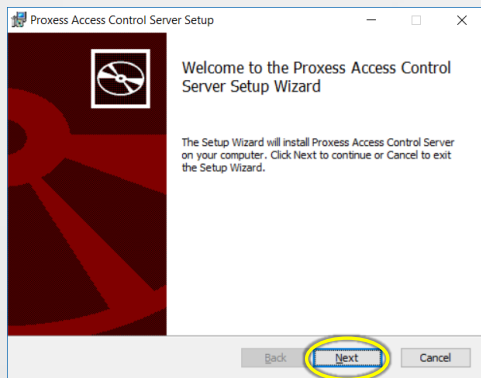 Proxess Access Control Server Setup
Welcome to the Proxess Access Control
Server Setup Wizard
The Setup Wizard will install Proxess Access Control Server
on your computer. Click Next to continue or Cancel to exit
the Setup Wizard.
Back Next Cancel